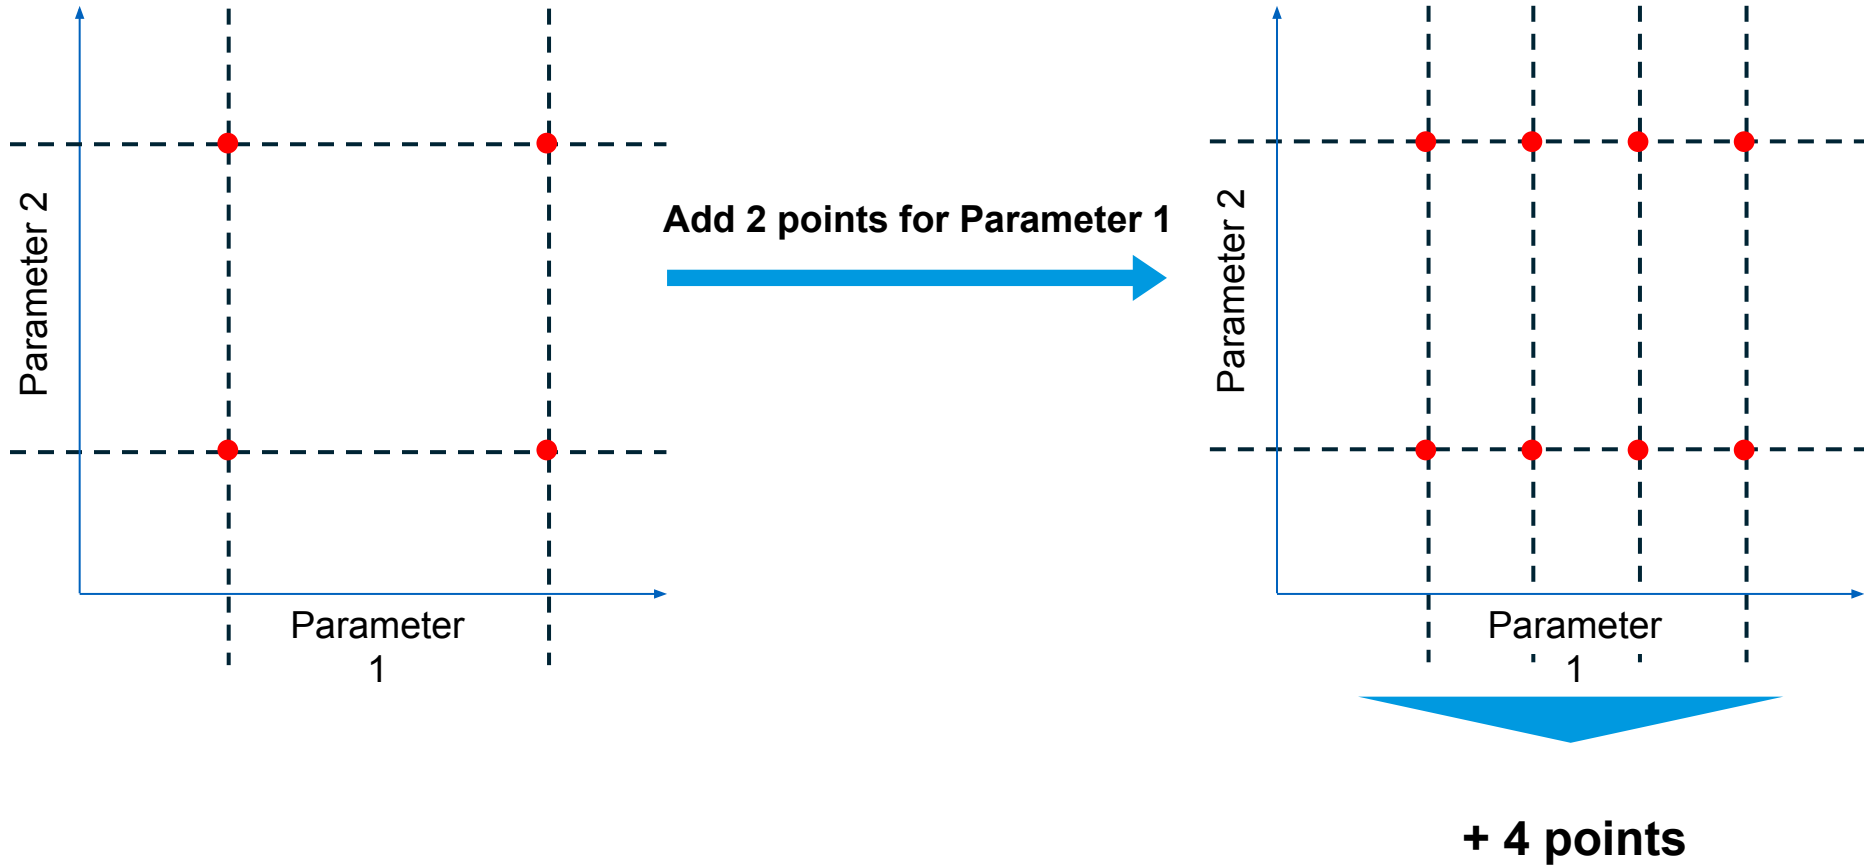 Parameter 2
Parameter
1
Add 2 points for Parameter 1
Parameter 2
Parameter
1
+ 4 points